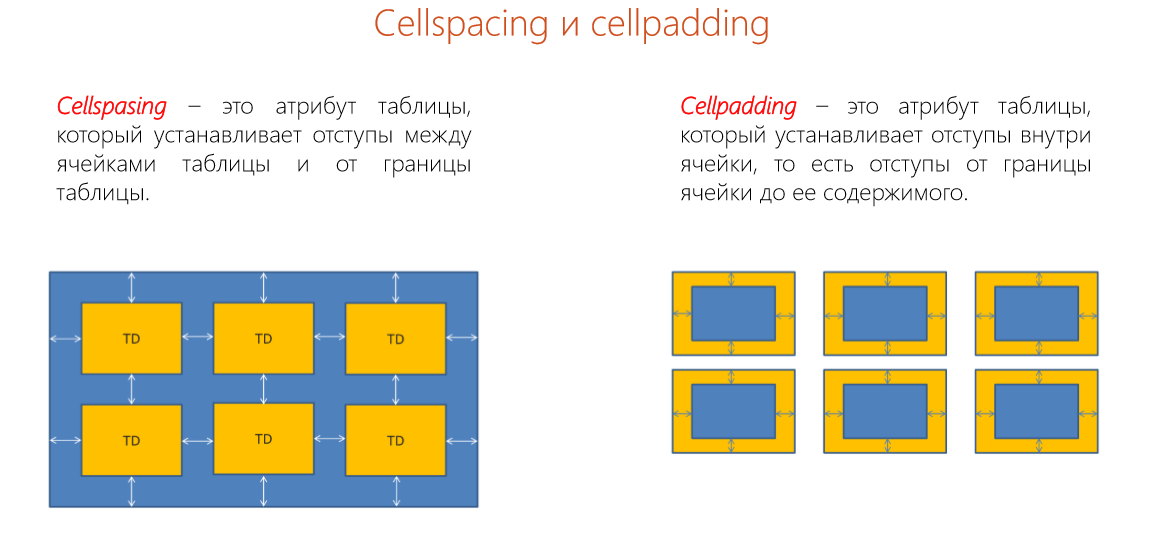 Cellspacing и cellpadding
Cellspasing – это атрибут таблицы,
который устанавливает отступы между
ячейками таблицы и от границы
таблицы.
Cellpadding – это атрибут таблицы,
который устанавливает отступы внутри
ячейки, то есть отступы от границы
ячейки до ее содержимого.
TD TD TD
TD TD TD